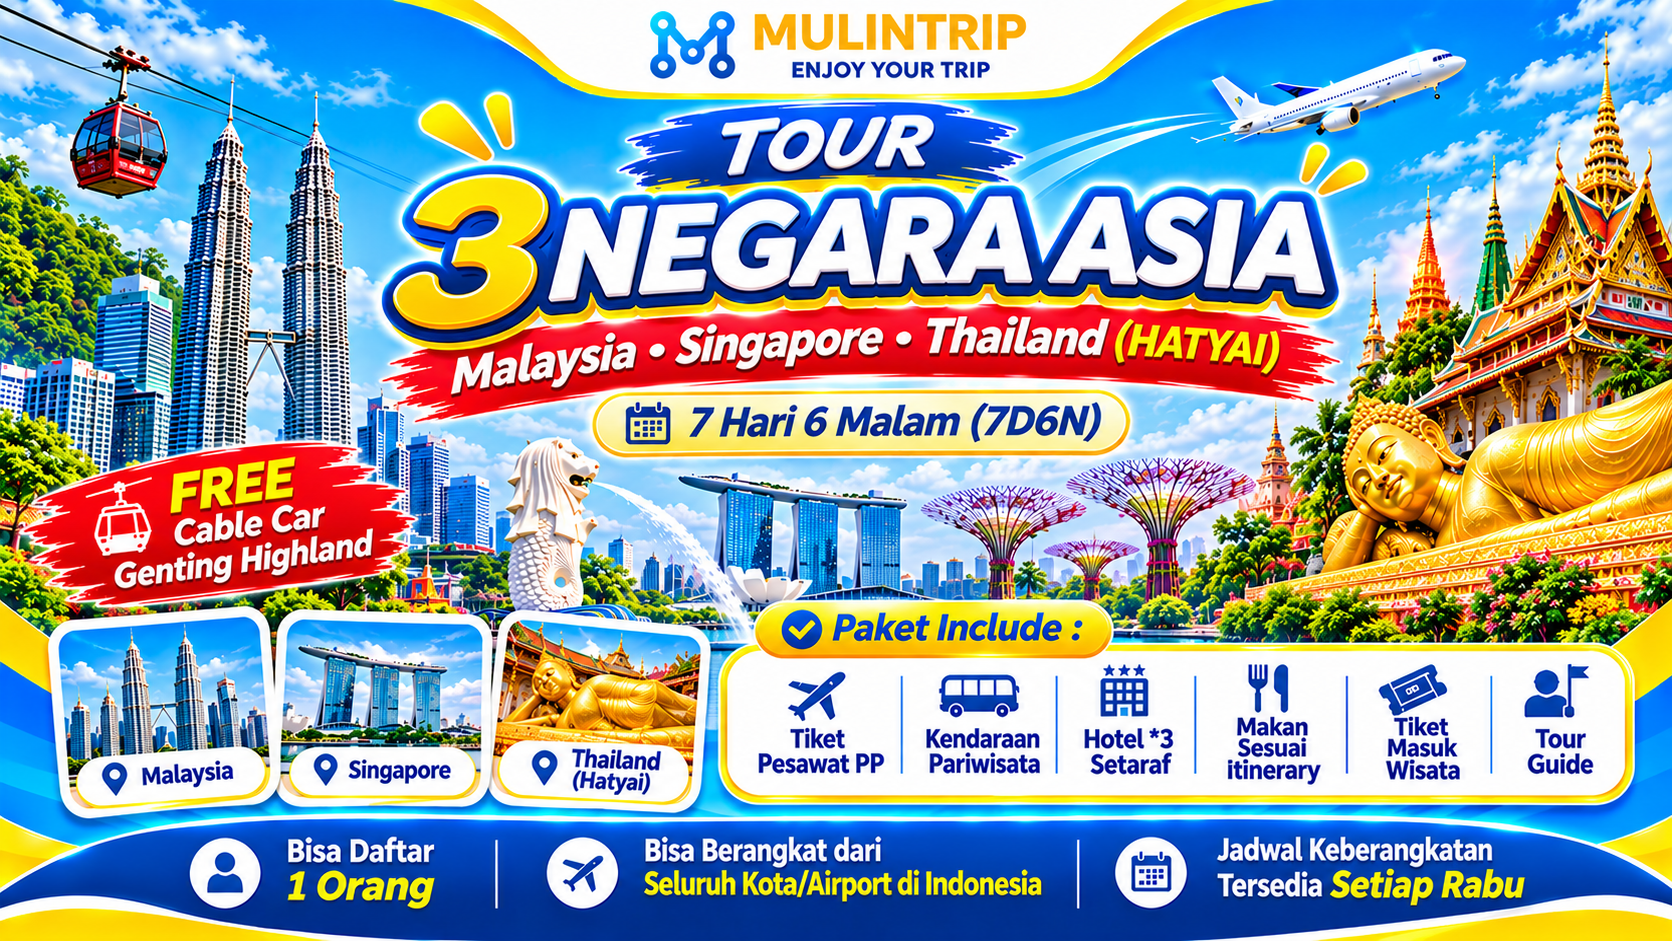 MULINTRIP
ENJOY YOUR TRIP
TOUR
3 NEGARA ASIA
Malaysia • Singapore • Thailand (HATYAI)
7 Hari 6 Malam (7D6N)
FREE
Cable Car
Genting Highland
Malaysia
Singapore
Thailand
(Hatyai)
Paket Include :
Tiket
Pesawat PP
Kendaraan
Pariwisata
Hotel *3
Setaraf
Makan
Sesuai
itinerary
Tiket
Masuk
Wisata
Tour
Guide
Bisa Daftar
1 Orang
Bisa Berangkat dari
Seluruh Kota/Airport di Indonesia
Jadwal Keberangkatan
Tersedia Setiap Rabu